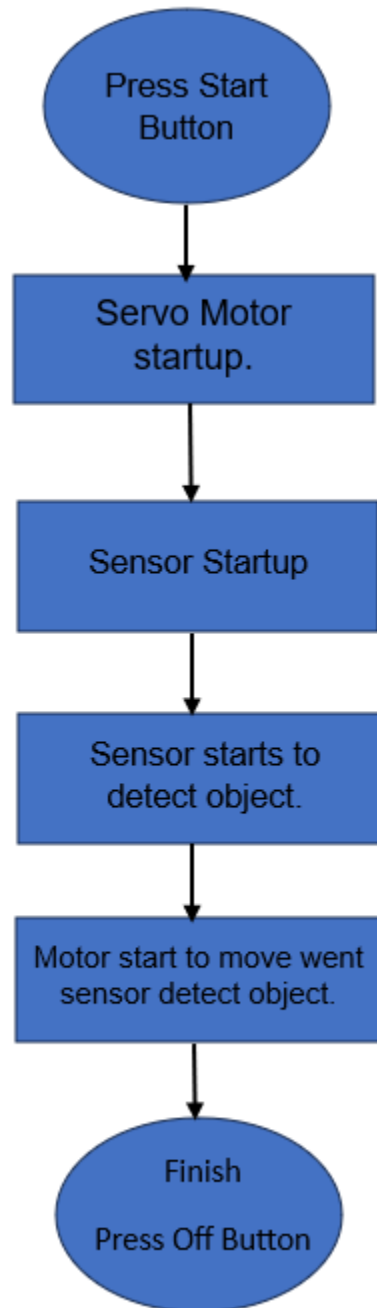 Press Start
Button
Servo Motor
startup.
Sensor Startup
Sensor starts to
detect object.
Motor start to move went
sensor detect object.
Finish
Press Off Button